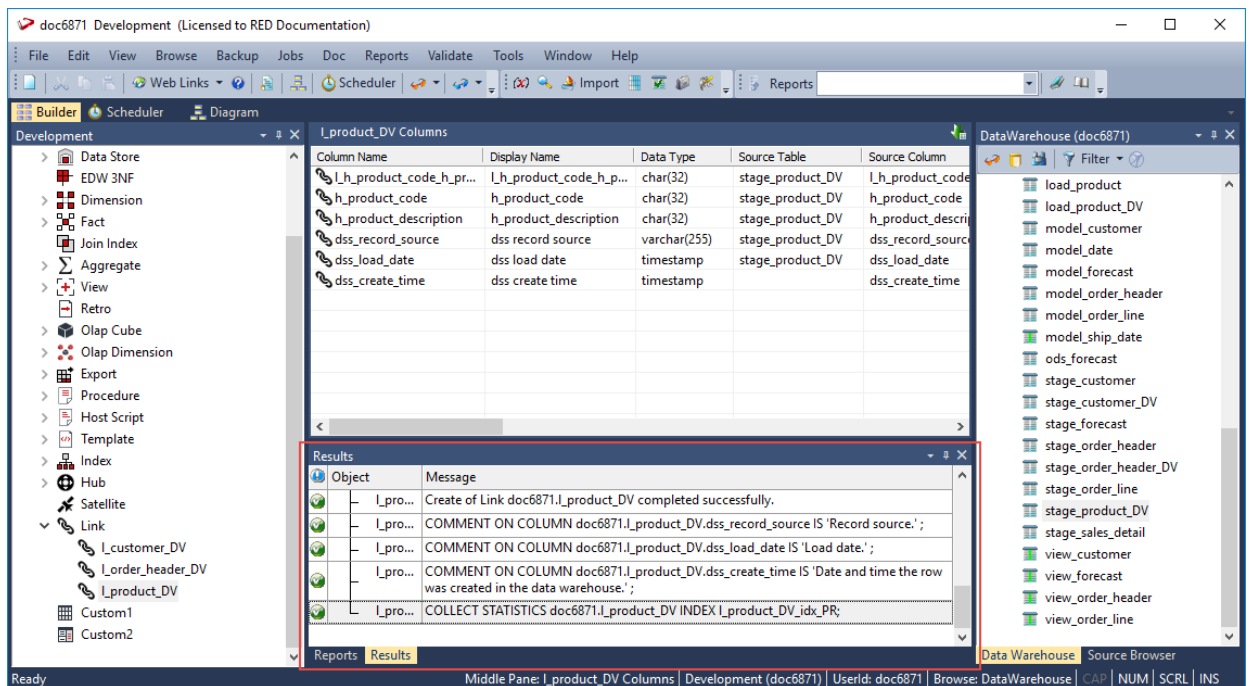 doc6871 Development (Licensed to RED Documentation)
File Edit View Browse Backup Jobs Doc Reports Validate Tools Window Help
Web Links Scheduler (x) Import Reports
Builder Scheduler Diagram
Development
Data Store
EDW 3NF
Dimension
Fact
Join Index
Aggregate
View
Retro
Olap Cube
Olap Dimension
Export
Procedure
Host Script
Template
Index
Hub
Satellite
Link
l_customer_DV
l_order_header_DV
l_product_DV
Custom1
Custom2
l_product_DV Columns
Column Name Display Name Data Type Source Table Source Column
l_h_product_code_h_pr... l_h_product_code_h_p... char(32) stage_product_DV l_h_product_code
h_product_code h_product_code char(32) stage_product_DV h_product_code
h_product_description h_product_description char(32) stage_product_DV h_product_descri
dss_record_source dss record source varchar(255) stage_product_DV dss_record_sourc
dss_load_date dss load date timestamp stage_product_DV dss_load_date
dss_create_time dss create time timestamp dss_create_time
Results
Object Message
l_pro... Create of Link doc6871.l_product_DV completed successfully.
l_pro... COMMENT ON COLUMN doc6871.l_product_DV.dss_record_source IS 'Record source.' ;
l_pro... COMMENT ON COLUMN doc6871.l_product_DV.dss_load_date IS 'Load date.' ;
l_pro... COMMENT ON COLUMN doc6871.l_product_DV.dss_create_time IS 'Date and time the row
was created in the data warehouse.' ;
l_pro... COLLECT STATISTICS doc6871.l_product_DV INDEX l_product_DV_idx_PR;
Reports Results
DataWarehouse (doc6871)
Filter
load_product
load_product_DV
model_customer
model_date
model_forecast
model_order_header
model_order_line
model_ship_date
ods_forecast
stage_customer
stage_customer_DV
stage_forecast
stage_order_header
stage_order_header_DV
stage_order_line
stage_product_DV
stage_sales_detail
view_customer
view_forecast
view_order_header
view_order_line
Data Warehouse Source Browser
Ready Middle Pane: l_product_DV Columns Development (doc6871) UserId: doc6871 Browse: DataWarehouse CAP NUM SCRL INS